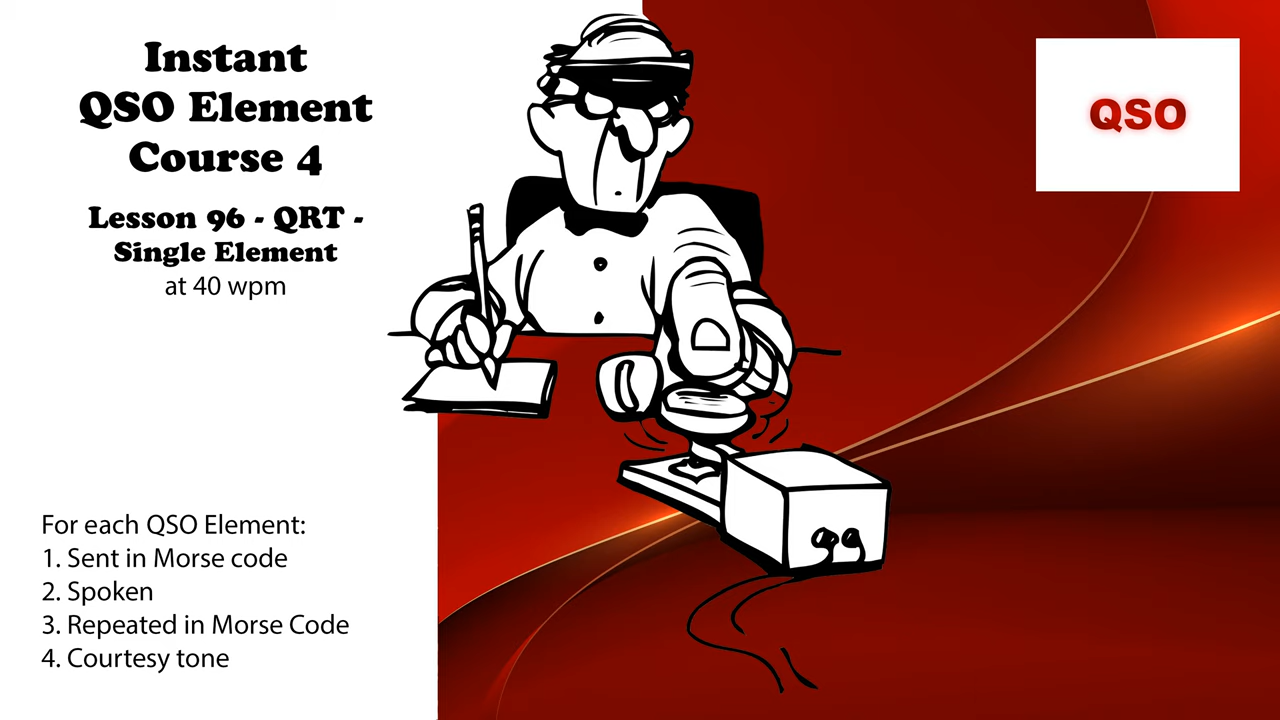 Instant
QSO Element
Course 4
Lesson 96 - QRT -
Single Element
at 40 wpm
QSO
For each QSO Element:
1. Sent in Morse code
2. Spoken
3. Repeated in Morse Code
4. Courtesy tone